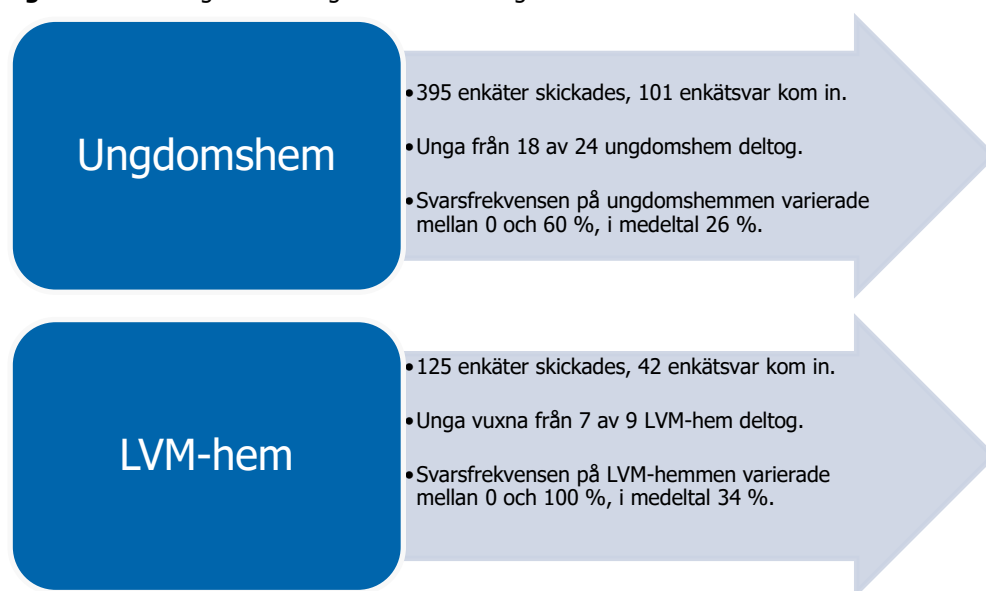 Ungdomshem
•395 enkäter skickades, 101 enkätsvar kom in.
•Unga från 18 av 24 ungdomshem deltog.
•Svarsfrekvensen på ungdomshemmen varierade
mellan 0 och 60 %, i medeltal 26 %.
LVM-hem
•125 enkäter skickades, 42 enkätsvar kom in.
•Unga vuxna från 7 av 9 LVM-hem deltog.
•Svarsfrekvensen på LVM-hemmen varierade
mellan 0 och 100 %, i medeltal 34 %.